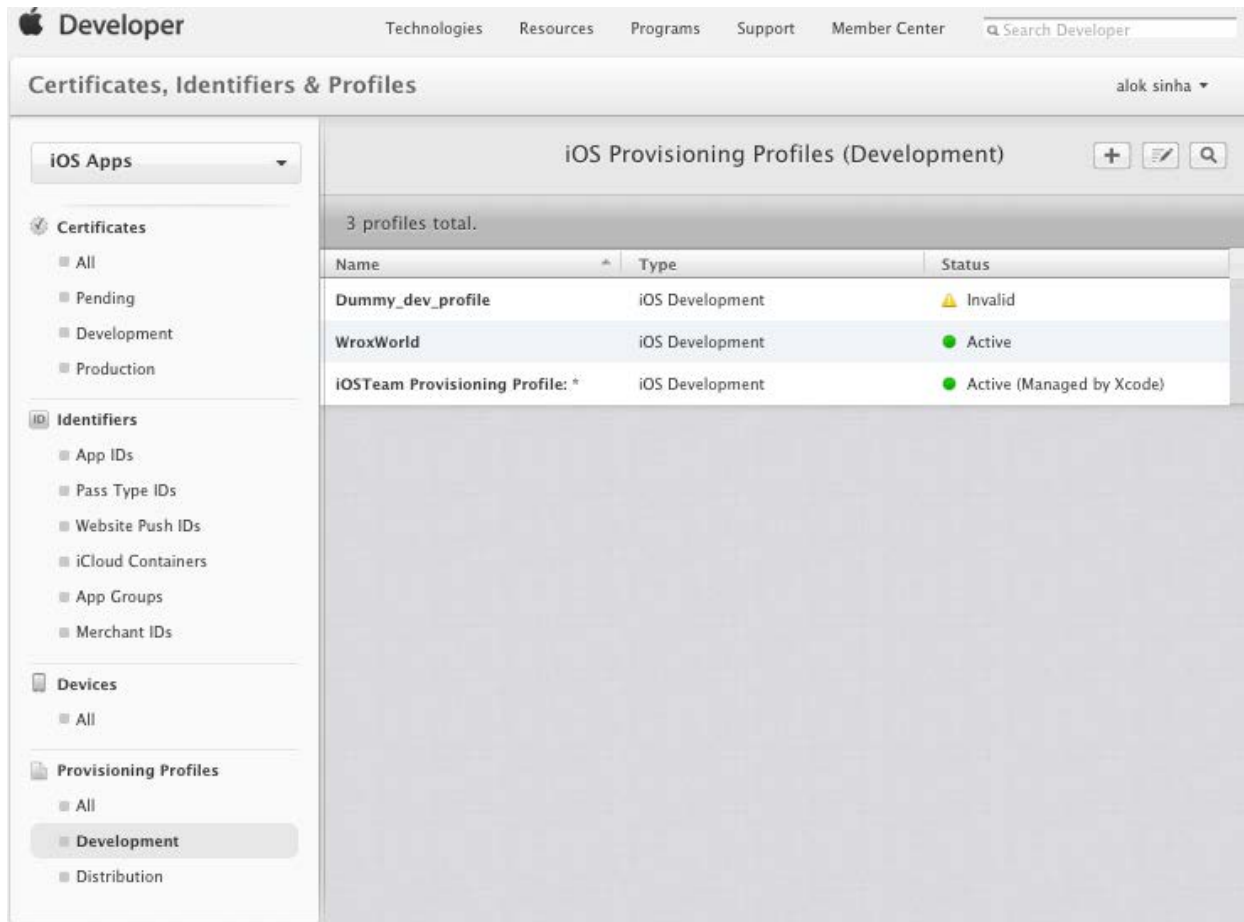 Developer
Technologies Resources Programs Support Member Center Search Developer
Certificates, Identifiers & Profiles
alok sinha
iOS Apps
Certificates
All
Pending
Development
Production
ID Identifiers
App IDs
Pass Type IDs
Website Push IDs
iCloud Containers
App Groups
Merchant IDs
Devices
All
Provisioning Profiles
All
Development
Distribution
iOS Provisioning Profiles (Development)
3 profiles total.
Name Type Status
Dummy_dev_profile iOS Development Invalid
WroxWorld iOS Development Active
iOSTeam Provisioning Profile: * iOS Development Active (Managed by Xcode)